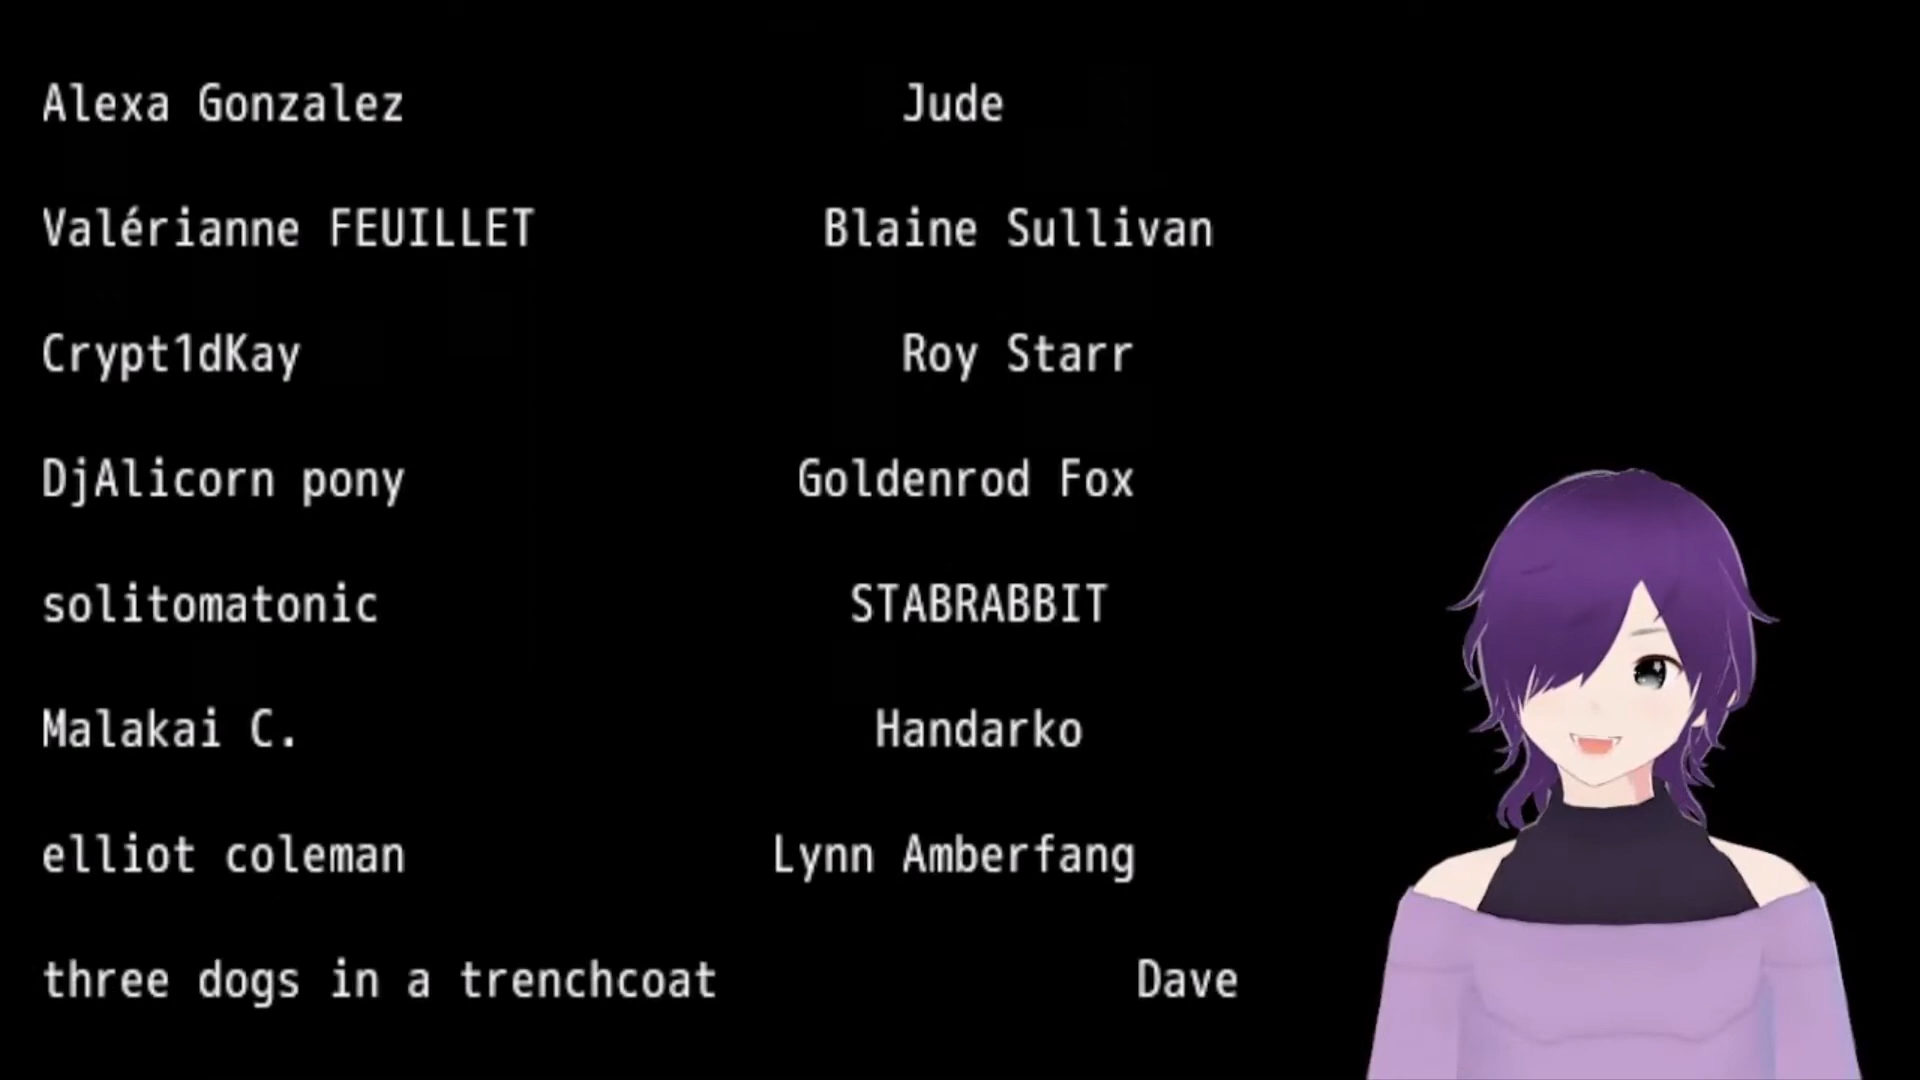 Alexa Gonzalez Jude
Valérianne FEUILLET Blaine Sullivan
Crypt1dKay Roy Starr
DjAlicorn pony Goldenrod Fox
solitomatonic STABRABBIT
Malakai C. Handarko
elliot coleman Lynn Amberfang
three dogs in a trenchcoat Dave